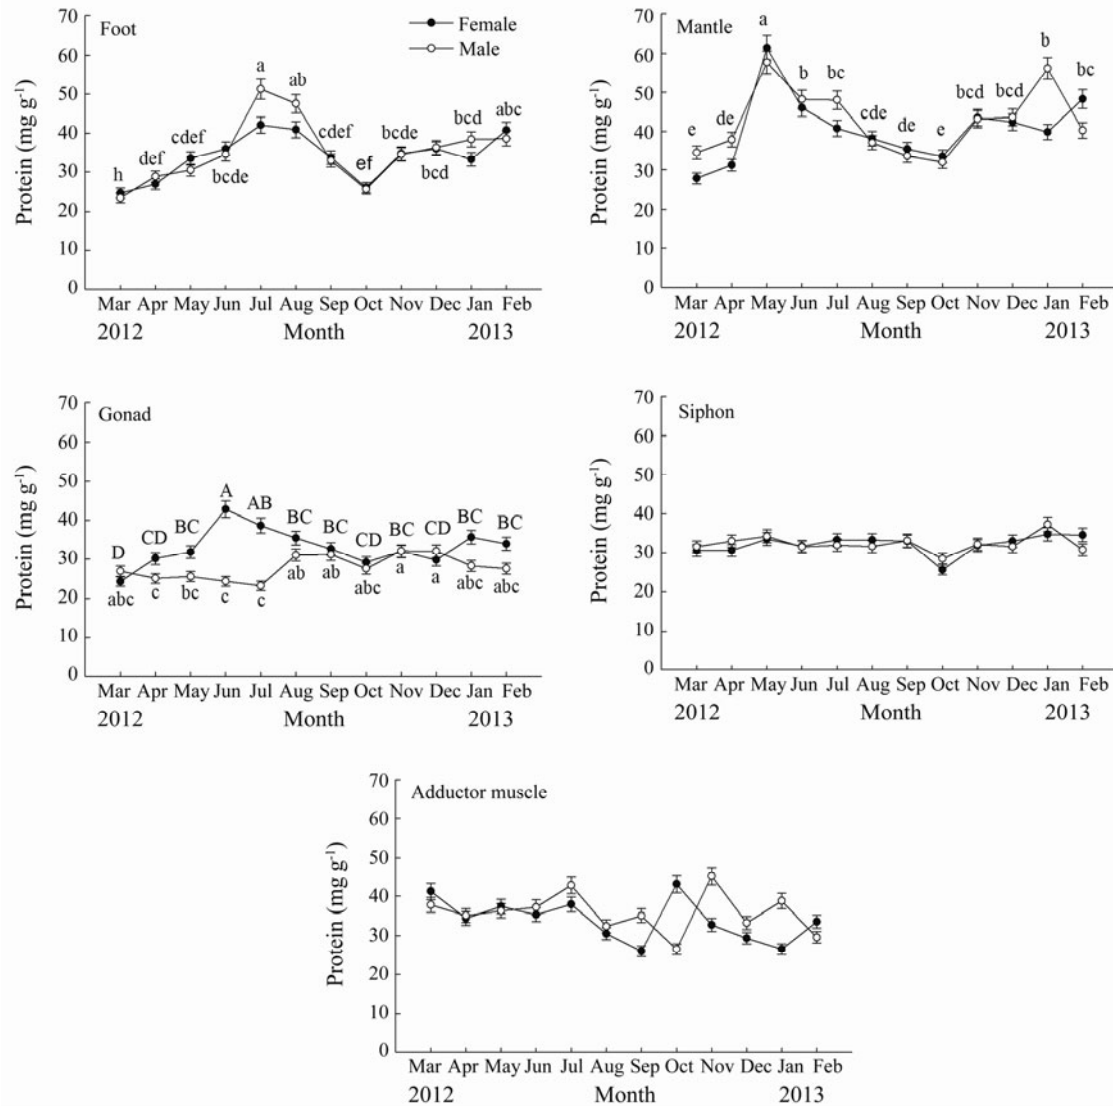 Foot
Female
Male
Protein (mg g-1)
70
60
50
40
30
20
10
0
h def cdef bcde a ab cdef ef bcde bcd bcd abc
Mar Apr May Jun Jul Aug Sep Oct Nov Dec Jan Feb
2012 Month 2013
Mantle
Protein (mg g-1)
70
60
50
40
30
20
10
0
e de a b bc cde de e bcd bcd b bc
Mar Apr May Jun Jul Aug Sep Oct Nov Dec Jan Feb
2012 Month 2013
Gonad
Protein (mg g-1)
70
60
50
40
30
20
10
0
D CD BC A AB BC BC CD BC CD BC BC
abc c bc c c ab ab abc a a abc abc
Mar Apr May Jun Jul Aug Sep Oct Nov Dec Jan Feb
2012 Month 2013
Siphon
Protein (mg g-1)
70
60
50
40
30
20
10
0
Mar Apr May Jun Jul Aug Sep Oct Nov Dec Jan Feb
2012 Month 2013
Adductor muscle
Protein (mg g-1)
70
60
50
40
30
20
10
0
Mar Apr May Jun Jul Aug Sep Oct Nov Dec Jan Feb
2012 Month 2013